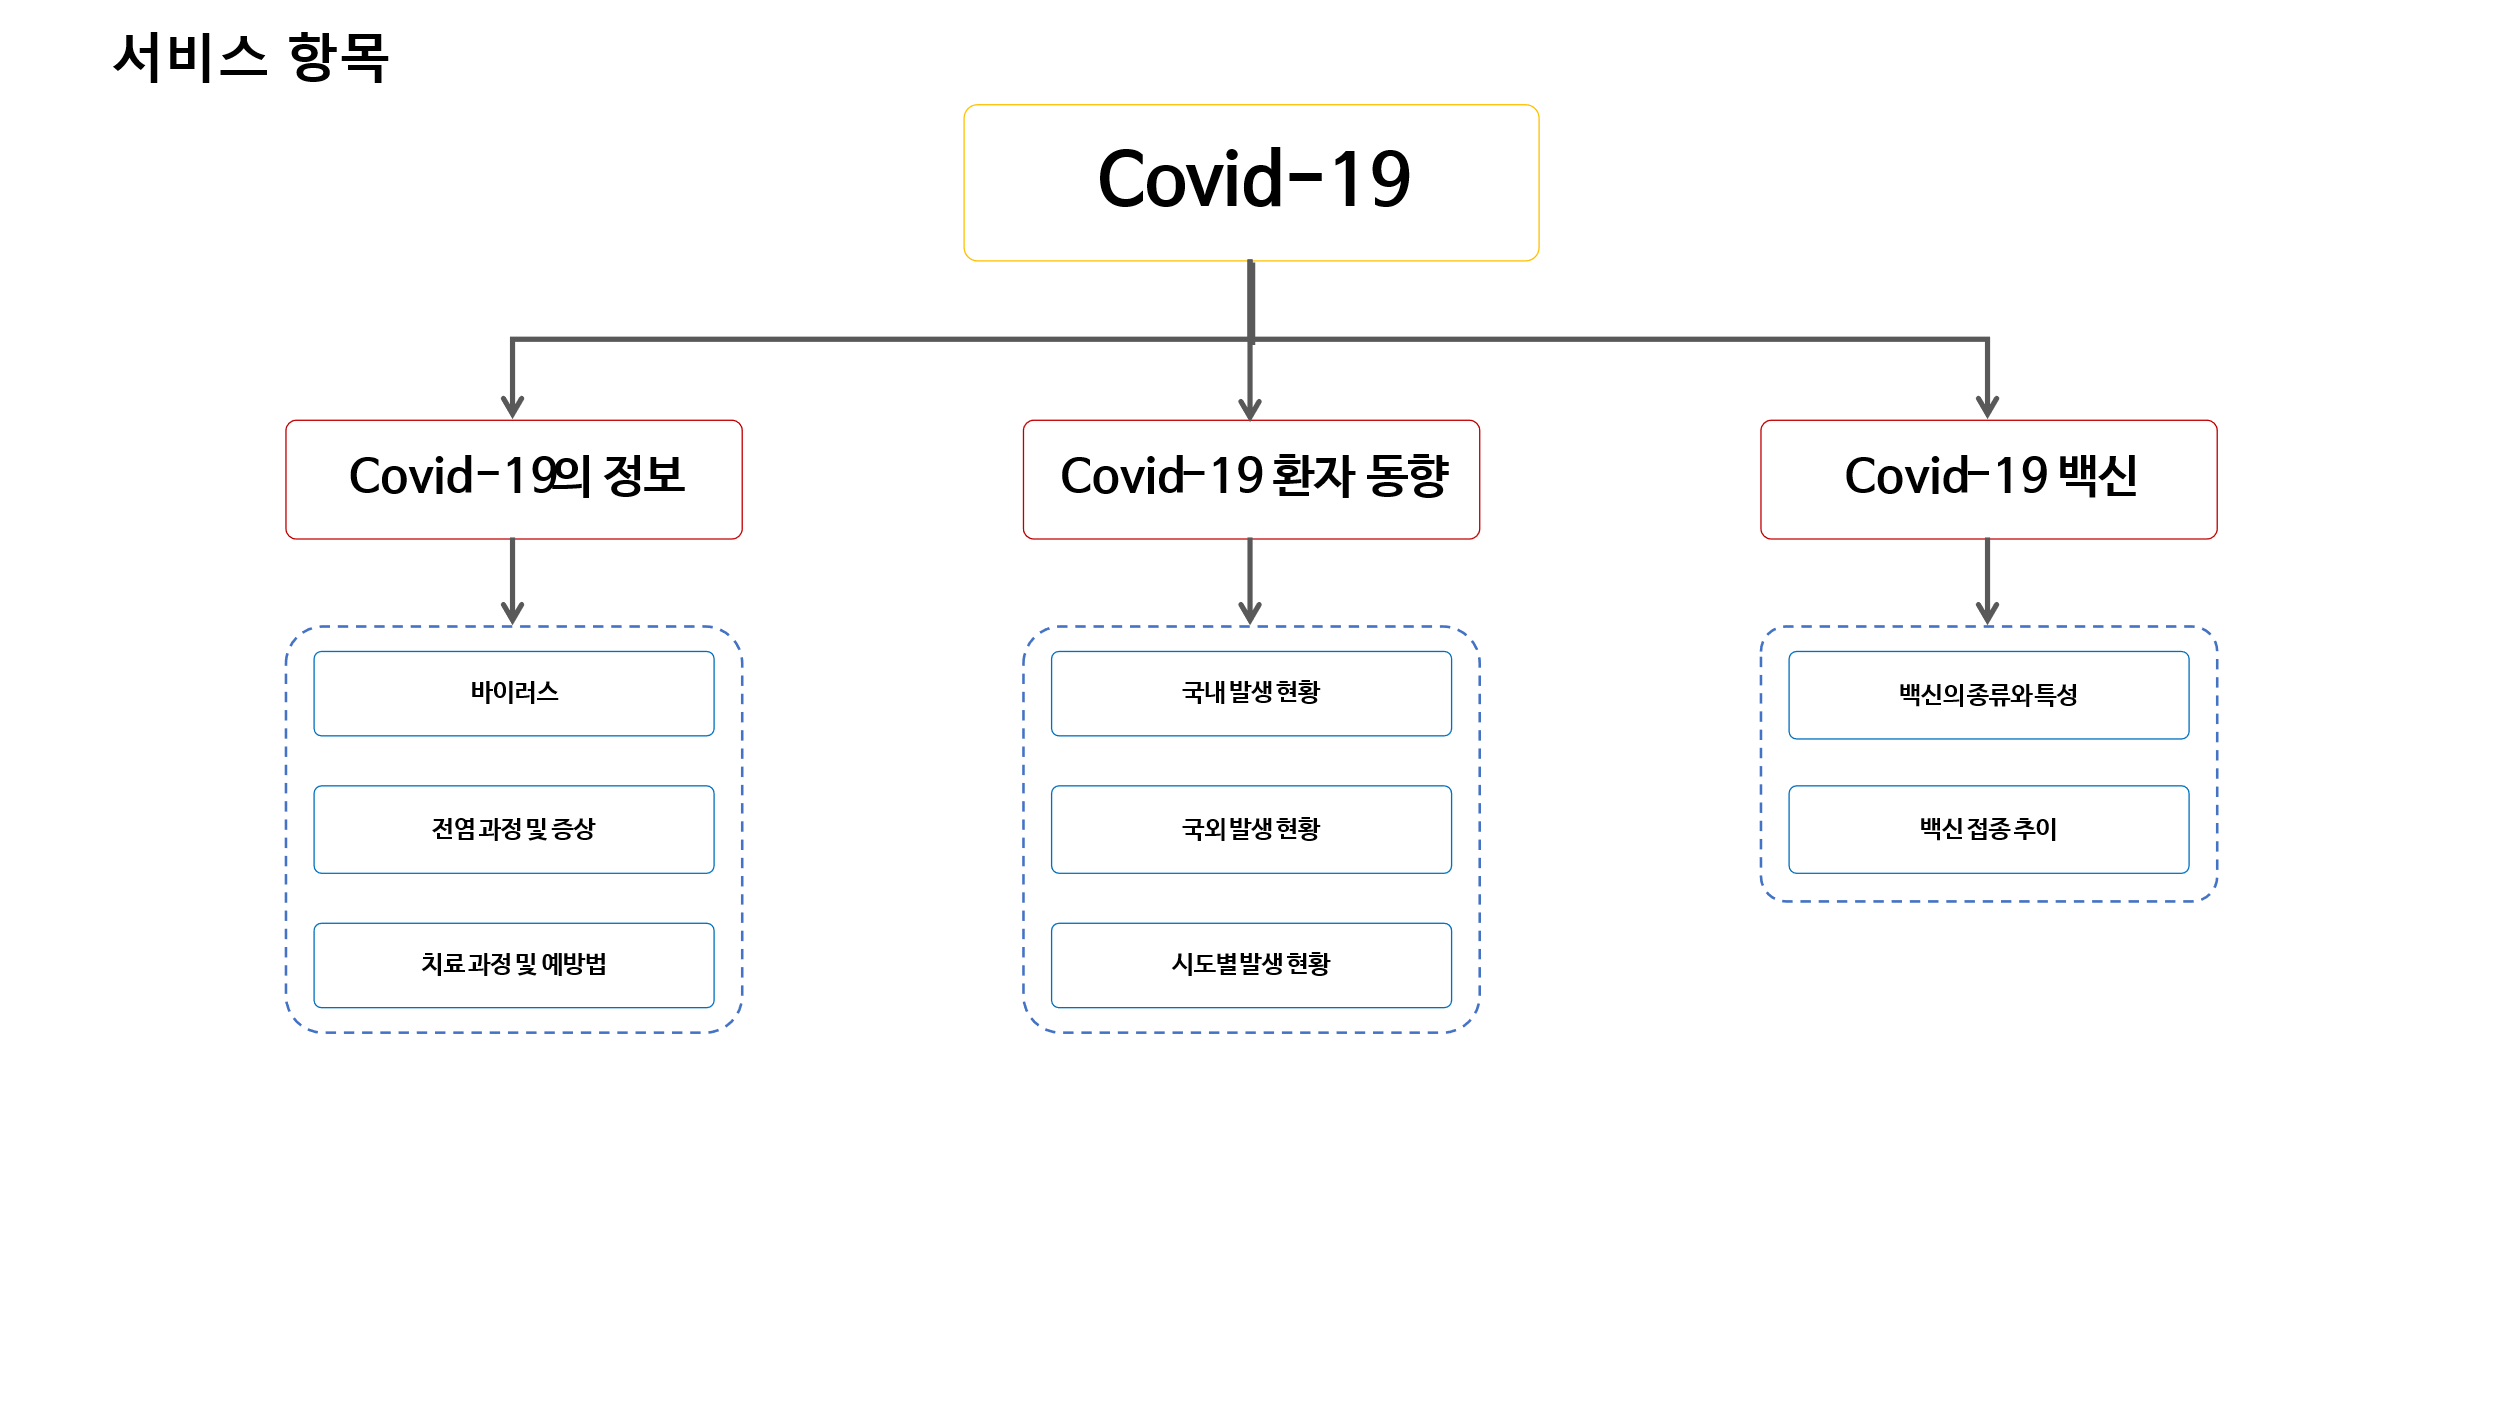 서비스 항목
Covid-19
Covid-19의 정보
Covid-19 환자 동향
Covid-19 백신
바이러스
전염 과정 및 증상
치료 과정 및 예방법
국내 발생 현황
국외 발생 현황
시도별 발생 현황
백신의 종류와 특성
백신 접종 추이